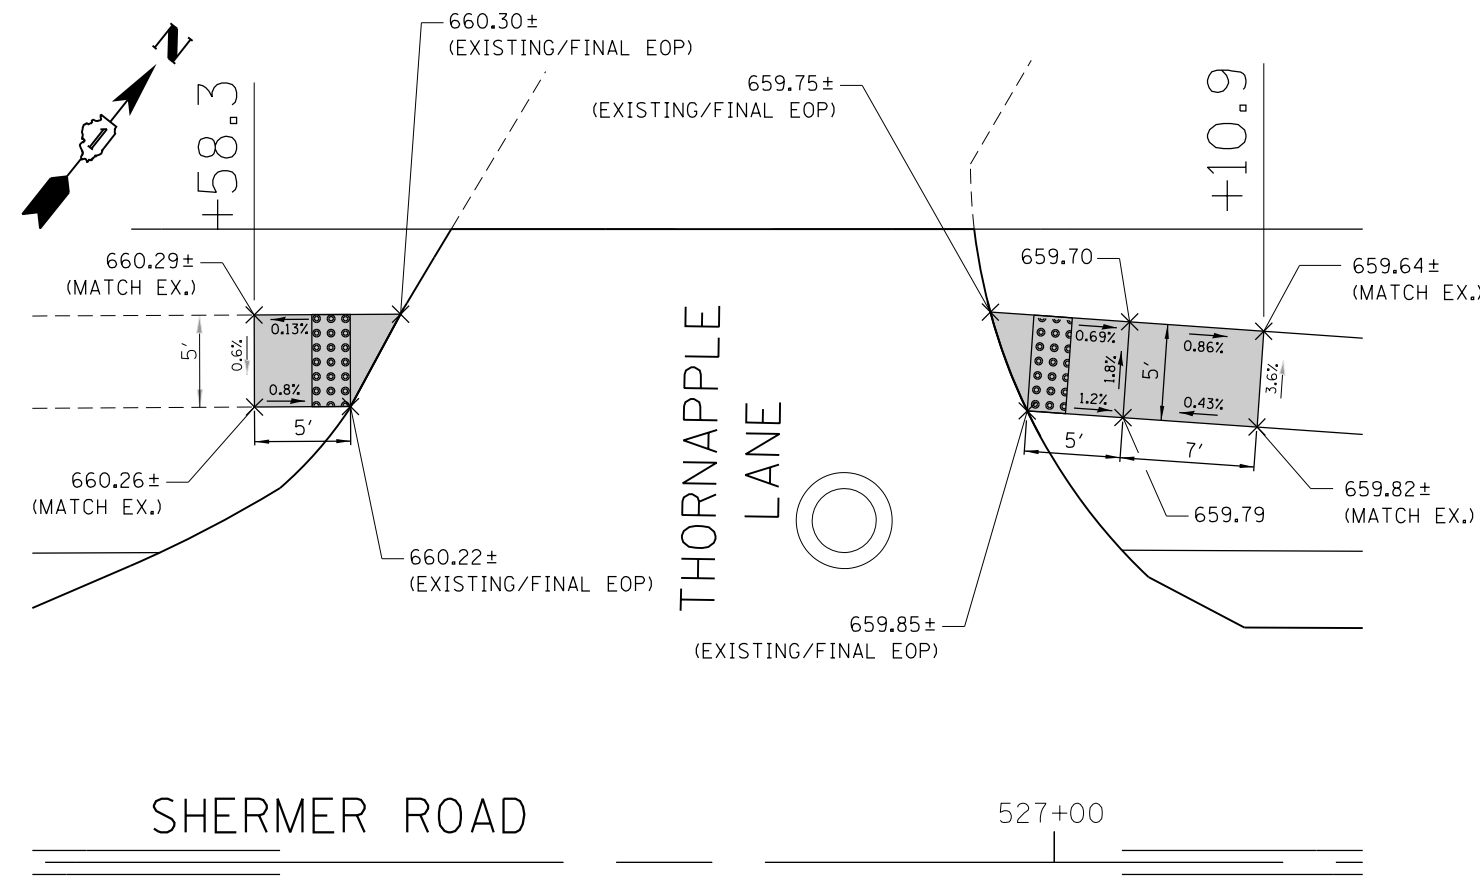 660.30±
(EXISTING/FINAL EOP)
N
1
659.75±
(EXISTING/FINAL EOP)
+58.3
+10.9
660.29±
(MATCH EX.)
659.70
659.64±
(MATCH EX.)
0.13%
0.6%
5'
0.8%
5'
0.69%
1.8%
5'
0.86%
3.6%
1.2%
0.43%
5'
7'
THORNAPPLE
LANE
660.26±
(MATCH EX.)
659.82±
(MATCH EX.)
659.79
660.22±
(EXISTING/FINAL EOP)
659.85±
(EXISTING/FINAL EOP)
SHERMER ROAD
527+00